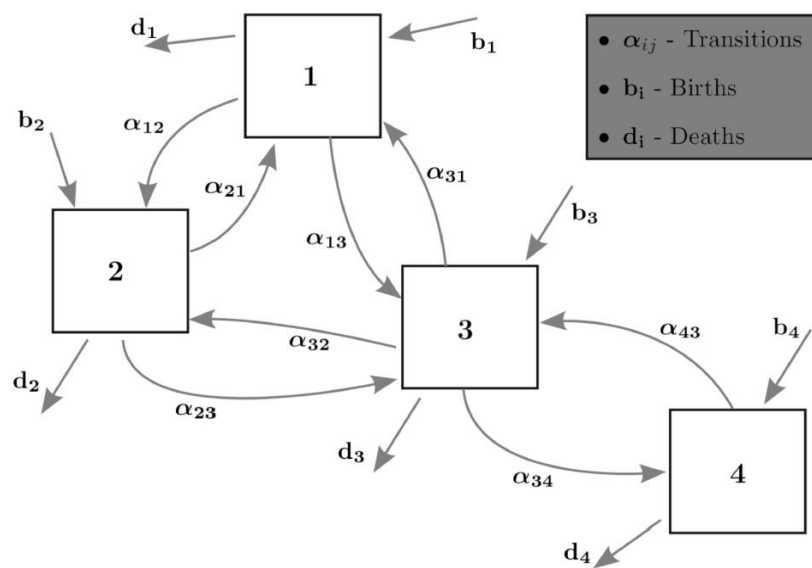 d₁
b₁
1
b₂
α₁₂
α₂₁
α₃₁
α₁₃
b₃
2
3
α₃₂
α₄₃
b₄
d₂
α₂₃
d₃
α₃₄
4
d₄
• αᵢⱼ - Transitions
• bᵢ - Births
• dᵢ - Deaths